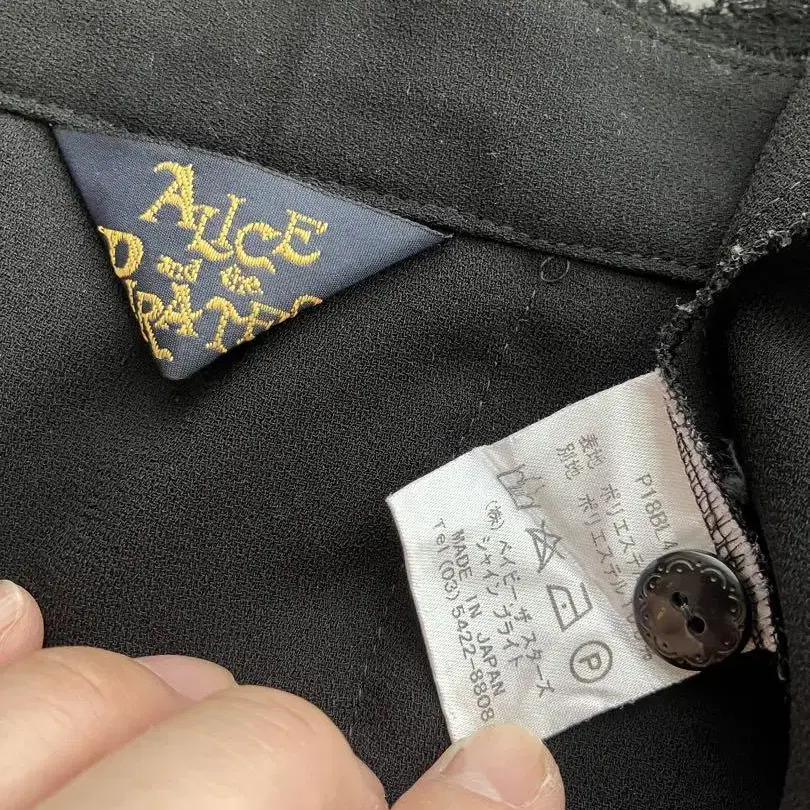 ALICE
and the
PIRATES
P18BL
表地 ポリエステ
別地 ポリエステル
(株)ベイビー ザ スターズ
シャイン ブライト
MADE IN JAPAN
Tel (03) 5422-8808
P